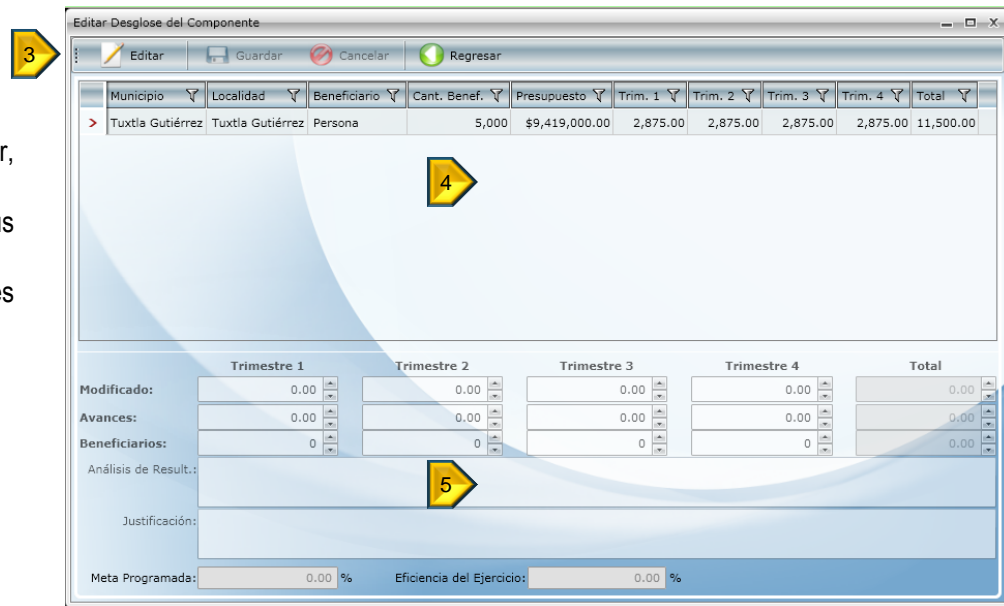 Editar Desglose del Componente
3
Editar Guardar Cancelar Regresar
Municipio Localidad Beneficiario Cant. Benef. Presupuesto Trim. 1 Trim. 2 Trim. 3 Trim. 4 Total
> Tuxtla Gutiérrez Tuxtla Gutiérrez Persona 5,000 $9,419,000.00 2,875.00 2,875.00 2,875.00 2,875.00 11,500.00
r,
4
s
s
Trimestre 1 Trimestre 2 Trimestre 3 Trimestre 4 Total
Modificado: 0.00 0.00 0.00 0.00 0.00
Avances: 0.00 0.00 0.00 0.00 0.00
Beneficiarios: 0 0 0 0 0.00
Análisis de Result.:
5
Justificación:
Meta Programada: 0.00 % Eficiencia del Ejercicio: 0.00 %